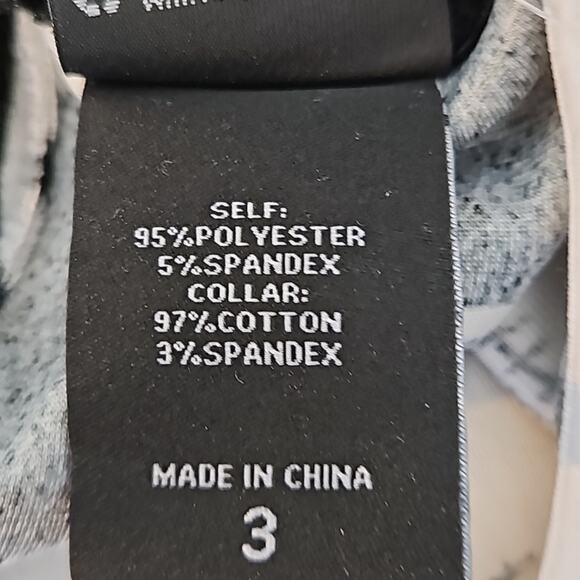 SELF:
95%POLYESTER
5%SPANDEX
COLLAR:
97%COTTON
3%SPANDEX
MADE IN CHINA
3